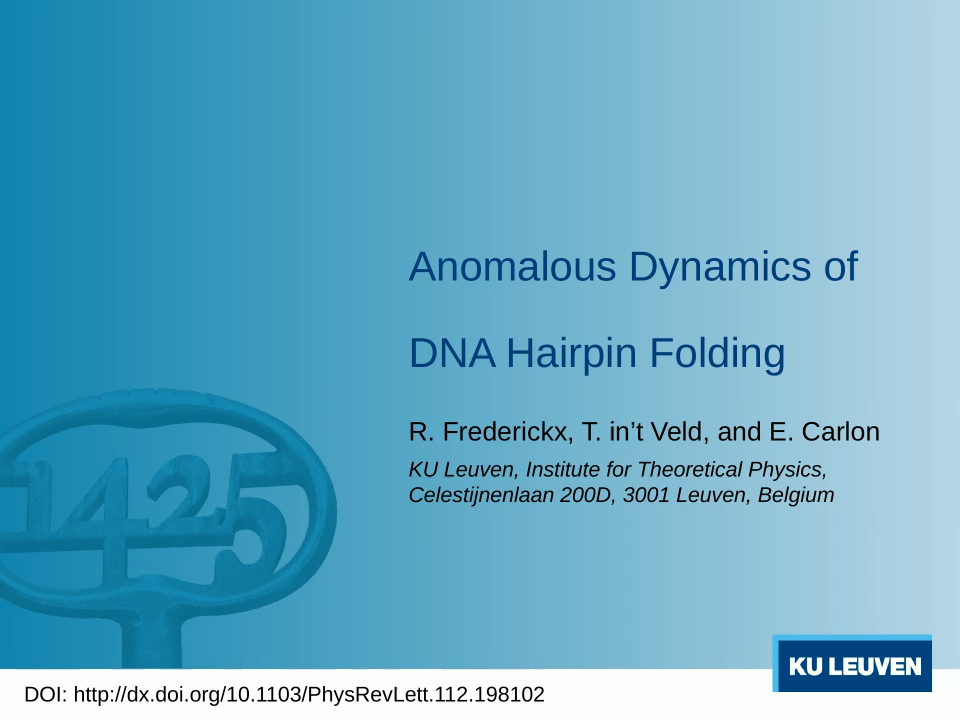 Anomalous Dynamics of
DNA Hairpin Folding
R. Frederickx, T. in’t Veld, and E. Carlon
KU Leuven, Institute for Theoretical Physics,
Celestijnenlaan 200D, 3001 Leuven, Belgium
1425
KU LEUVEN
DOI: http://dx.doi.org/10.1103/PhysRevLett.112.198102